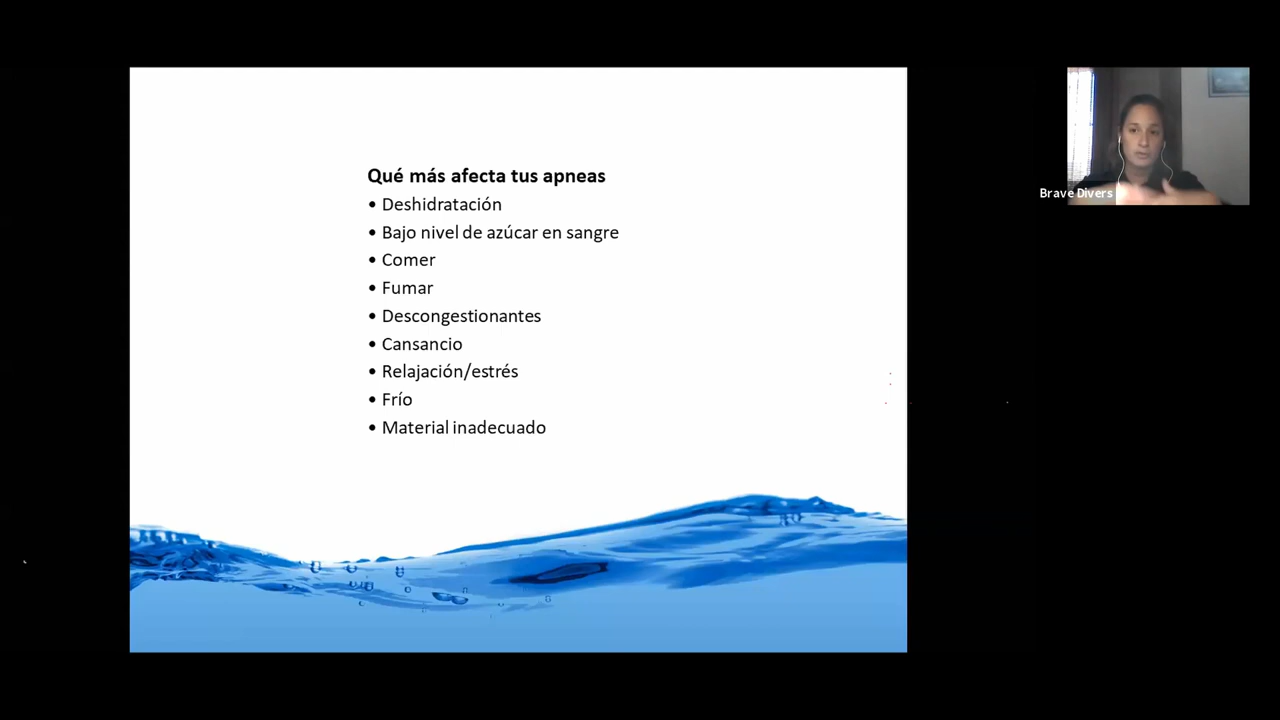 Qué más afecta tus apneas
• Deshidratación
• Bajo nivel de azúcar en sangre
• Comer
• Fumar
• Descongestionantes
• Cansancio
• Relajación/estrés
• Frío
• Material inadecuado
Brave Divers